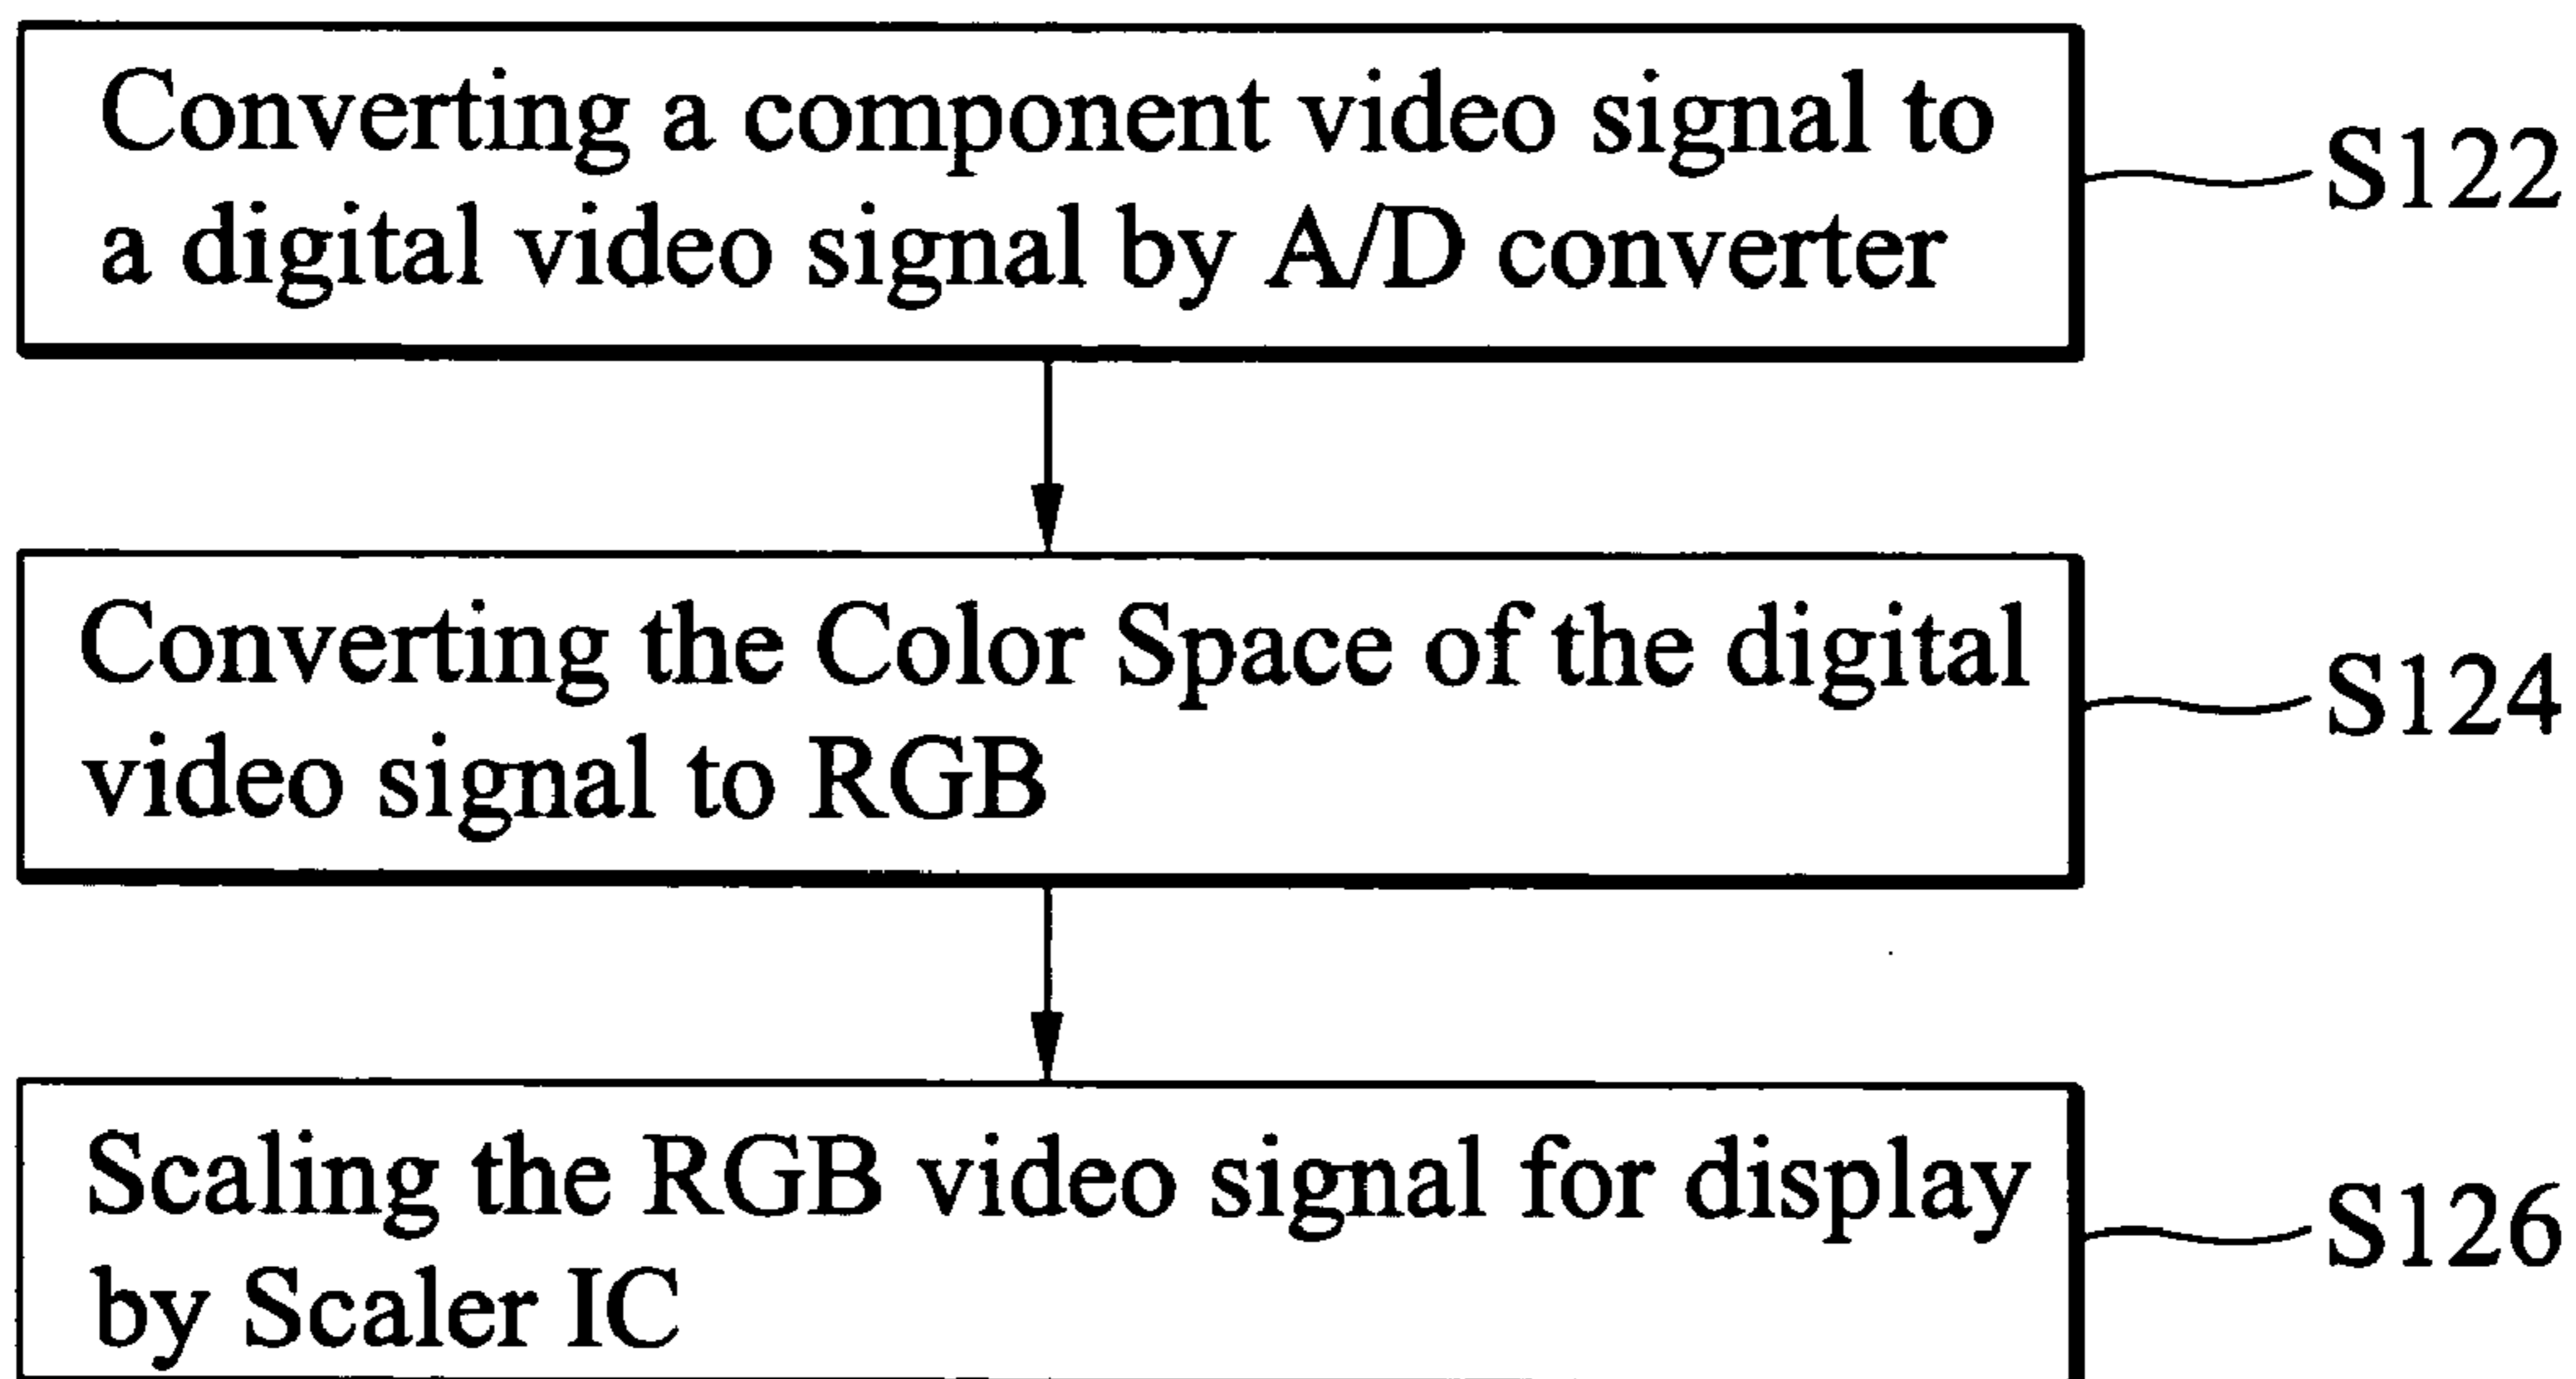 Converting a component video signal to
a digital video signal by A/D converter
S122
Converting the Color Space of the digital
video signal to RGB
S124
Scaling the RGB video signal for display
by Scaler IC
S126